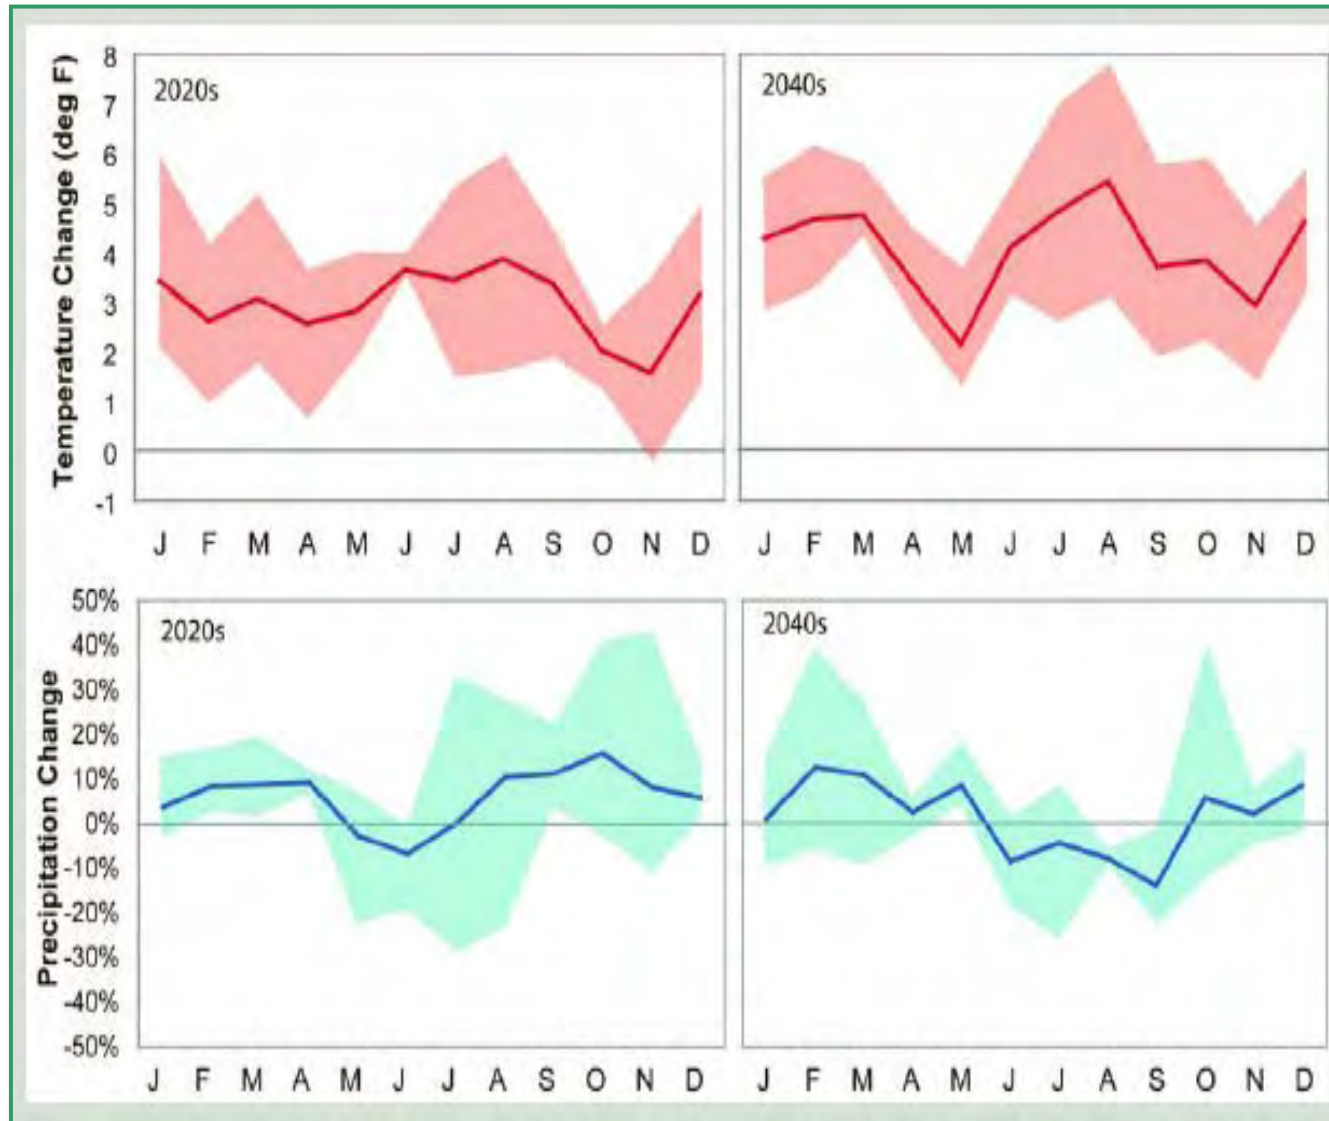 Temperature Change (deg F)
8
7
6
5
4
3
2
1
0
-1
2020s
2040s
J F M A M J J A S O N D
J F M A M J J A S O N D
Precipitation Change
50%
40%
30%
20%
10%
0%
-10%
-20%
-30%
-40%
-50%
2020s
2040s
J F M A M J J A S O N D
J F M A M J J A S O N D